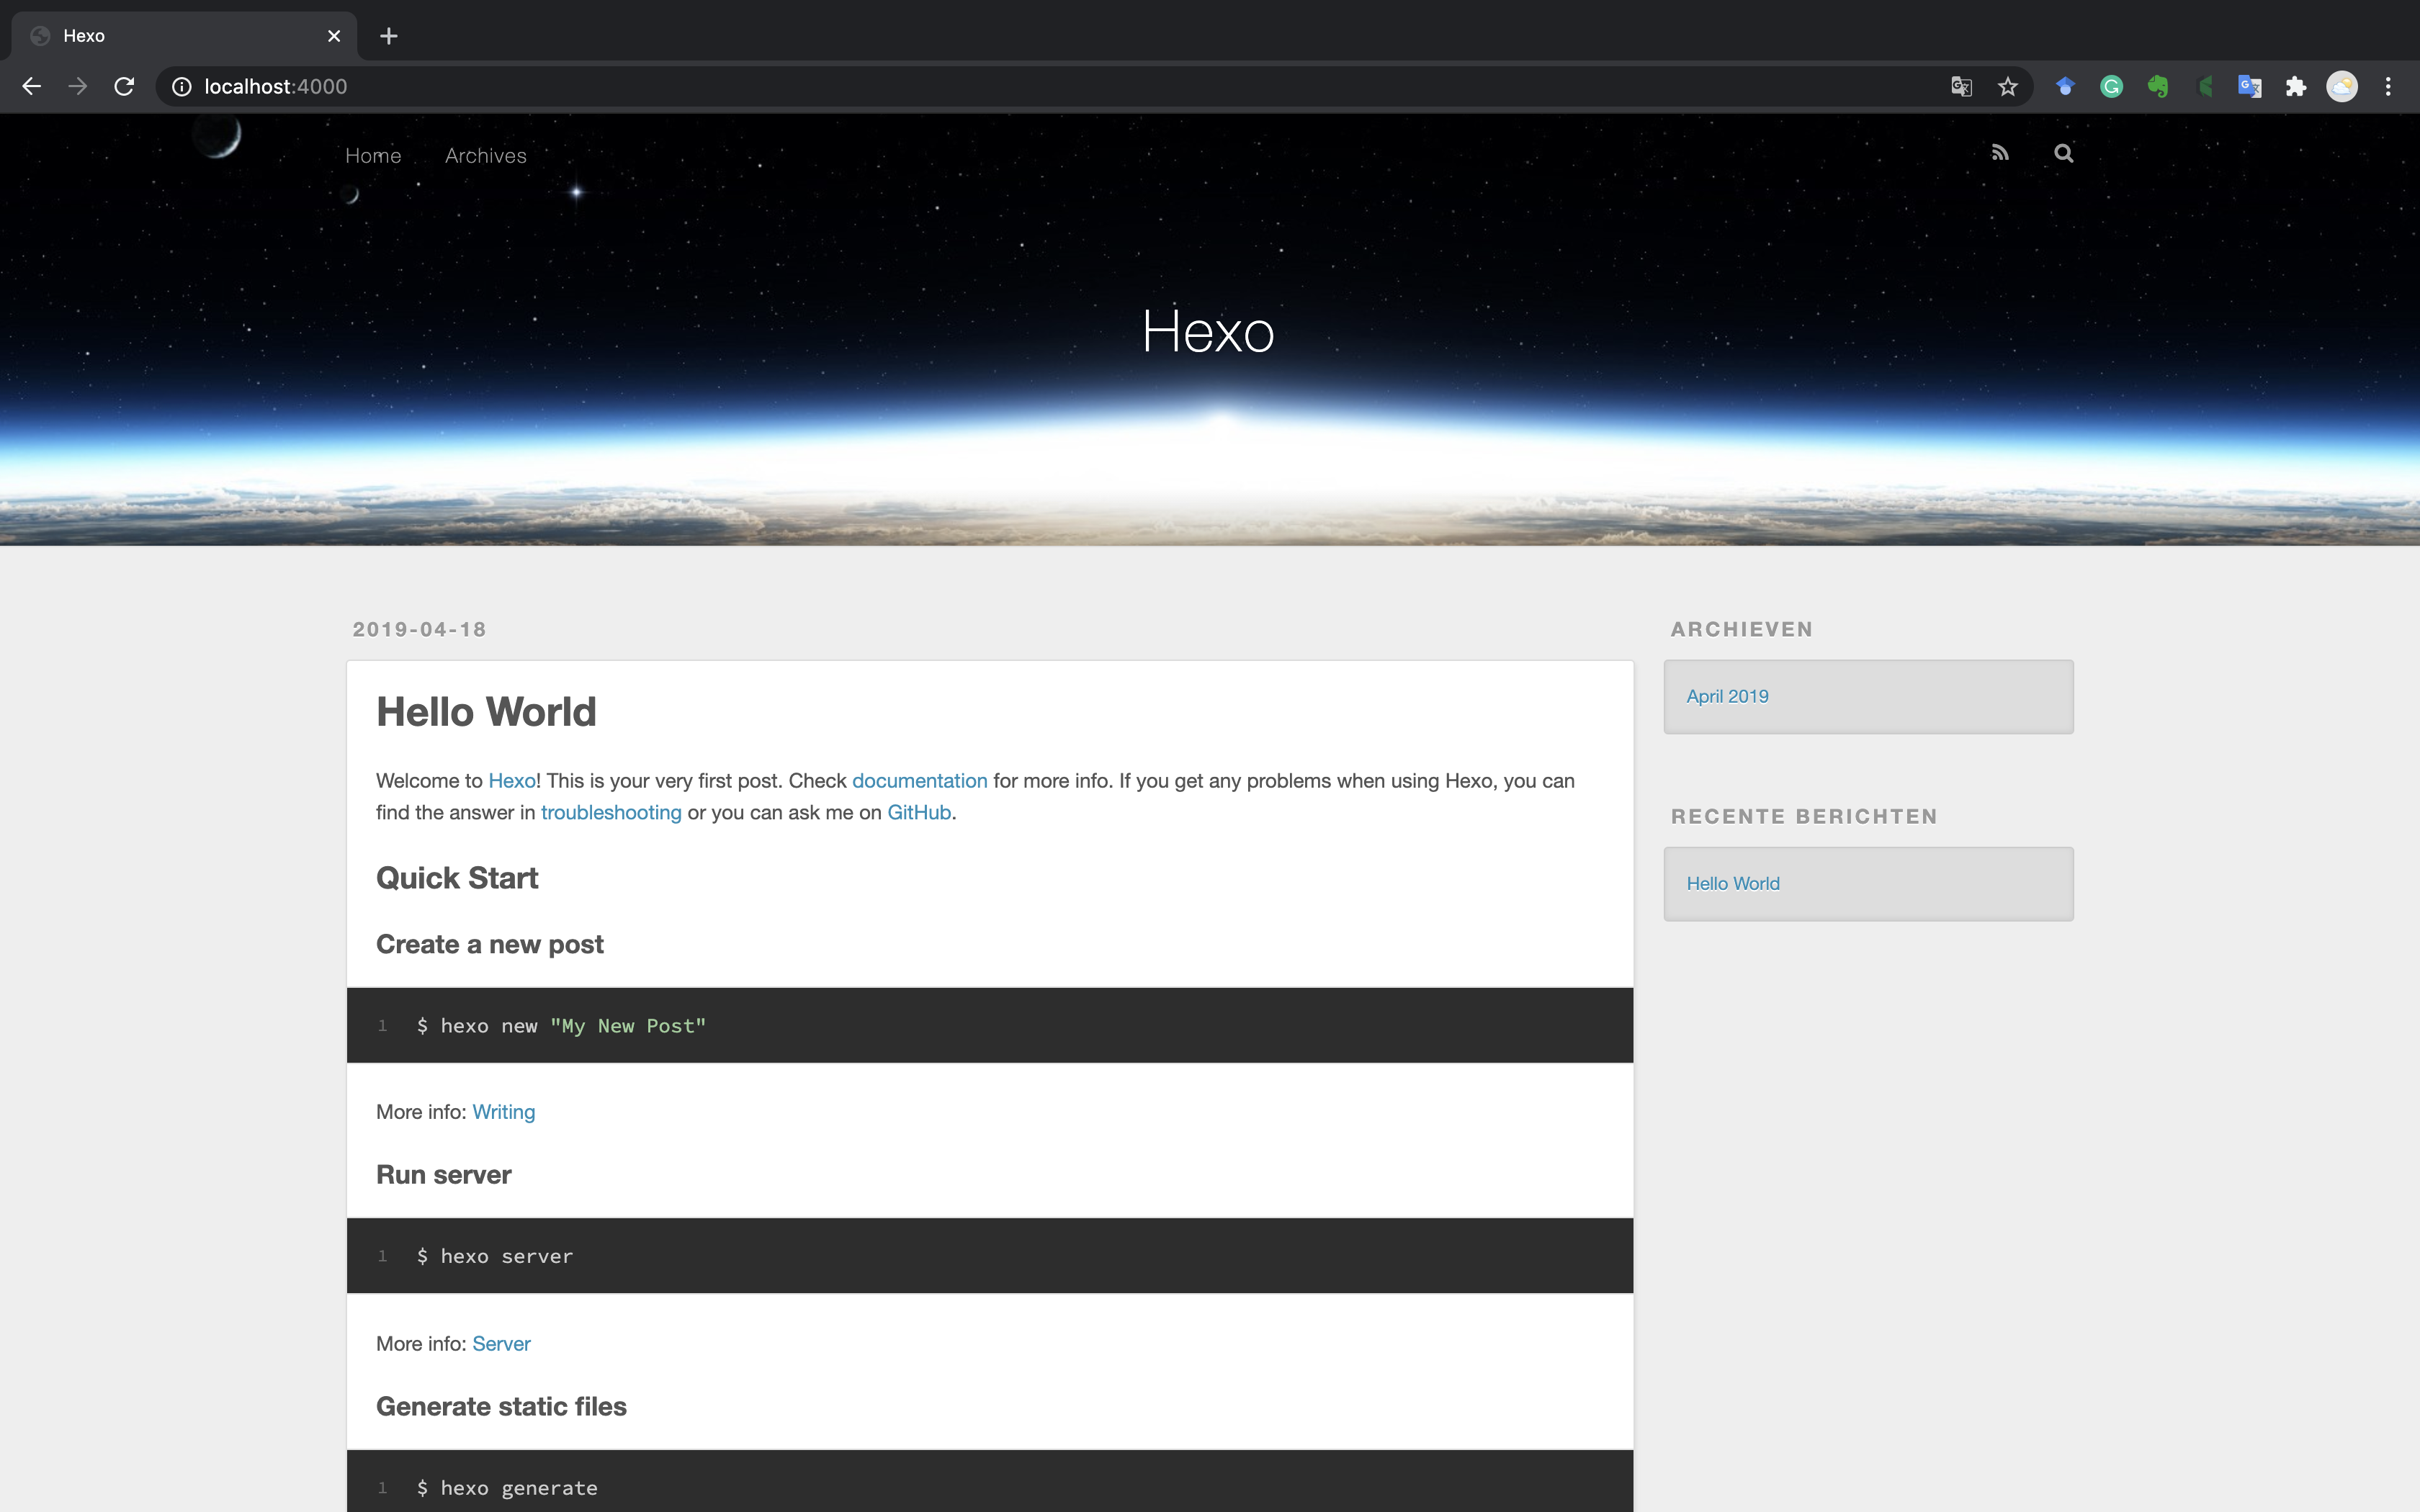 Hexo
localhost:4000
Home Archives
Hexo
2019-04-18
Hello World
Welcome to Hexo! This is your very first post. Check documentation for more info. If you get any problems when using Hexo, you can
find the answer in troubleshooting or you can ask me on GitHub.
Quick Start
Create a new post
1 $ hexo new "My New Post"
More info: Writing
Run server
1 $ hexo server
More info: Server
Generate static files
1 $ hexo generate
ARCHIEVEN
April 2019
RECENTE BERICHTEN
Hello World